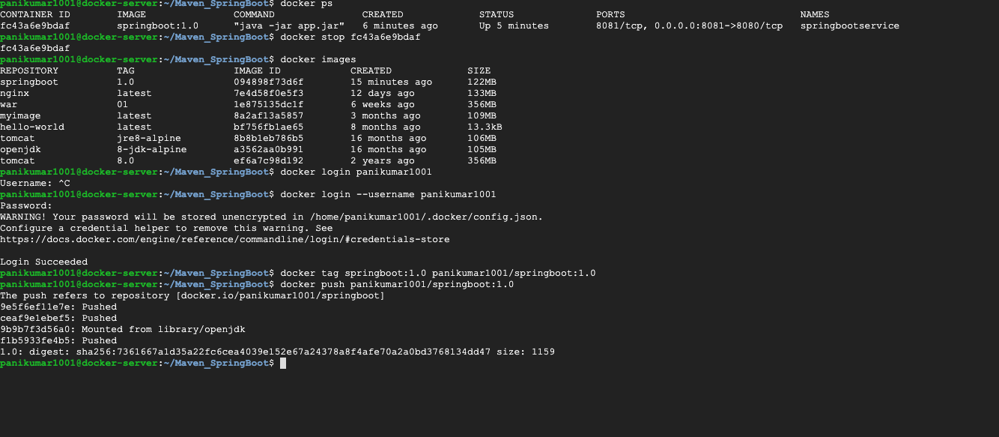 panikumar1001@docker-server:~/Maven_SpringBoot$ docker ps
CONTAINER ID IMAGE COMMAND CREATED STATUS PORTS NAMES
fc43a6e9bdaf springboot:1.0 "java -jar app.jar" 6 minutes ago Up 5 minutes 8081/tcp, 0.0.0.0:8081->8080/tcp springbootservice
panikumar1001@docker-server:~/Maven_SpringBoot$ docker stop fc43a6e9bdaf
fc43a6e9bdaf
panikumar1001@docker-server:~/Maven_SpringBoot$ docker images
REPOSITORY TAG IMAGE ID CREATED SIZE
springboot 1.0 094898f73d6f 15 minutes ago 122MB
nginx latest 7e4d58f0e5f3 12 days ago 133MB
war 01 1e875135dc1f 6 weeks ago 356MB
myimage latest 8a2af13a5857 3 months ago 109MB
hello-world latest bf756fb1ae65 8 months ago 13.3kB
tomcat jre8-alpine 8b8b1eb786b5 16 months ago 106MB
openjdk 8-jdk-alpine a3562aa0b991 16 months ago 105MB
tomcat 8.0 ef6a7c98d192 2 years ago 356MB
panikumar1001@docker-server:~/Maven_SpringBoot$ docker login panikumar1001
Username: ^C
panikumar1001@docker-server:~/Maven_SpringBoot$ docker login --username panikumar1001
Password:
WARNING! Your password will be stored unencrypted in /home/panikumar1001/.docker/config.json.
Configure a credential helper to remove this warning. See
https://docs.docker.com/engine/reference/commandline/login/#credentials-store
Login Succeeded
panikumar1001@docker-server:~/Maven_SpringBoot$ docker tag springboot:1.0 panikumar1001/springboot:1.0
panikumar1001@docker-server:~/Maven_SpringBoot$ docker push panikumar1001/springboot:1.0
The push refers to repository [docker.io/panikumar1001/springboot]
9e5f6ef11e7e: Pushed
ceaf9e1ebef5: Pushed
9b9b7f3d56a0: Mounted from library/openjdk
f1b5933fe4b5: Pushed
1.0: digest: sha256:7361667a1d35a22fc6cea4039e152e67a24378a8f4afe70a2a0bd3768134dd47 size: 1159
panikumar1001@docker-server:~/Maven_SpringBoot$